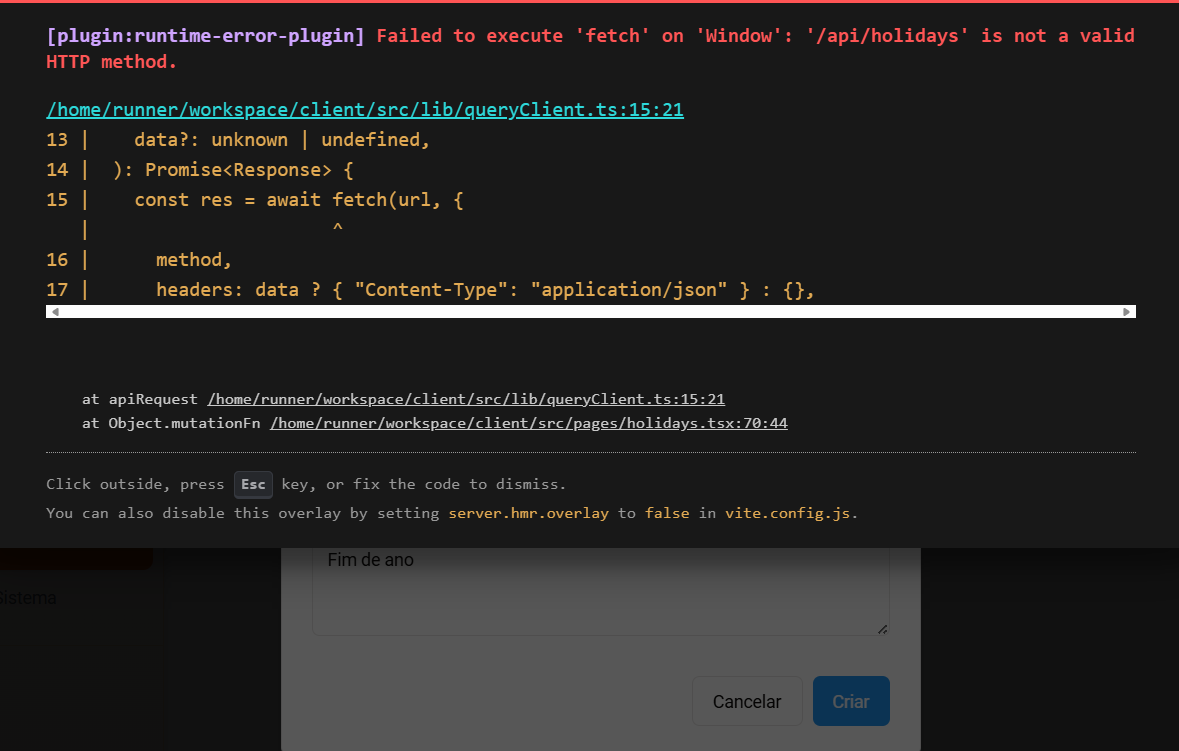 [plugin:runtime-error-plugin] Failed to execute 'fetch' on 'Window': '/api/holidays' is not a valid
HTTP method.
/home/runner/workspace/client/src/lib/queryClient.ts:15:21
13 |    data?: unknown | undefined,
14 |  ): Promise<Response> {
15 |    const res = await fetch(url, {
   |                      ^
16 |      method,
17 |      headers: data ? { "Content-Type": "application/json" } : {},
at apiRequest /home/runner/workspace/client/src/lib/queryClient.ts:15:21
at Object.mutationFn /home/runner/workspace/client/src/pages/holidays.tsx:70:44
Click outside, press Esc key, or fix the code to dismiss.
You can also disable this overlay by setting server.hmr.overlay to false in vite.config.js.
Fim de ano
Sistema
Cancelar
Criar